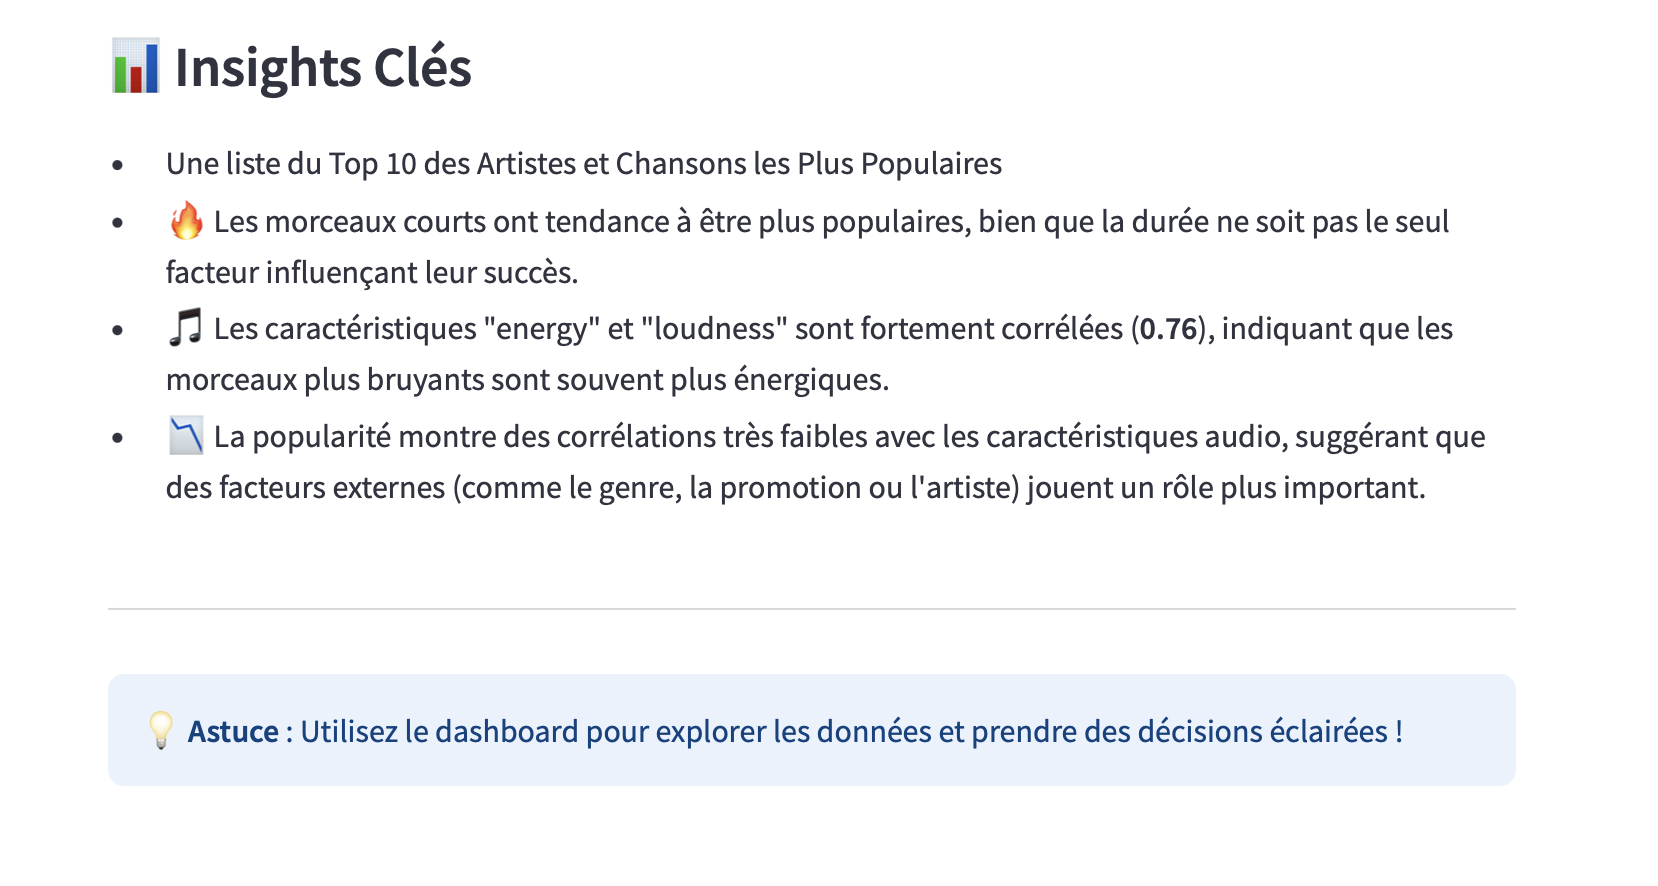 📊 Insights Clés
• Une liste du Top 10 des Artistes et Chansons les Plus Populaires
• 🔥 Les morceaux courts ont tendance à être plus populaires, bien que la durée ne soit pas le seul
facteur influençant leur succès.
• 🎵 Les caractéristiques "energy" et "loudness" sont fortement corrélées (0.76), indiquant que les
morceaux plus bruyants sont souvent plus énergiques.
• 📉 La popularité montre des corrélations très faibles avec les caractéristiques audio, suggérant que
des facteurs externes (comme le genre, la promotion ou l'artiste) jouent un rôle plus important.
💡 Astuce : Utilisez le dashboard pour explorer les données et prendre des décisions éclairées !